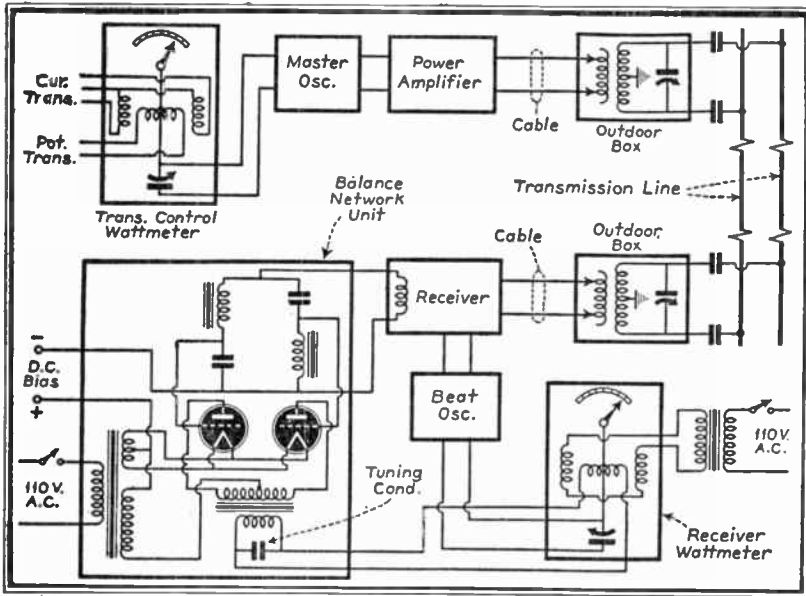 Cur.
Trans.
Pot.
Trans.
Trans. Control
Wattmeter
Master
Osc.
Power
Amplifier
Cable
Outdoor
Box
Transmission Line
Balance
Network
Unit
Receiver
Cable
Outdoor
Box
Beat
Osc.
-
D.C.
Bias
+
110 V.
A.C.
Tuning
Cond.
110 V.
A.C.
Receiver
Wattmeter